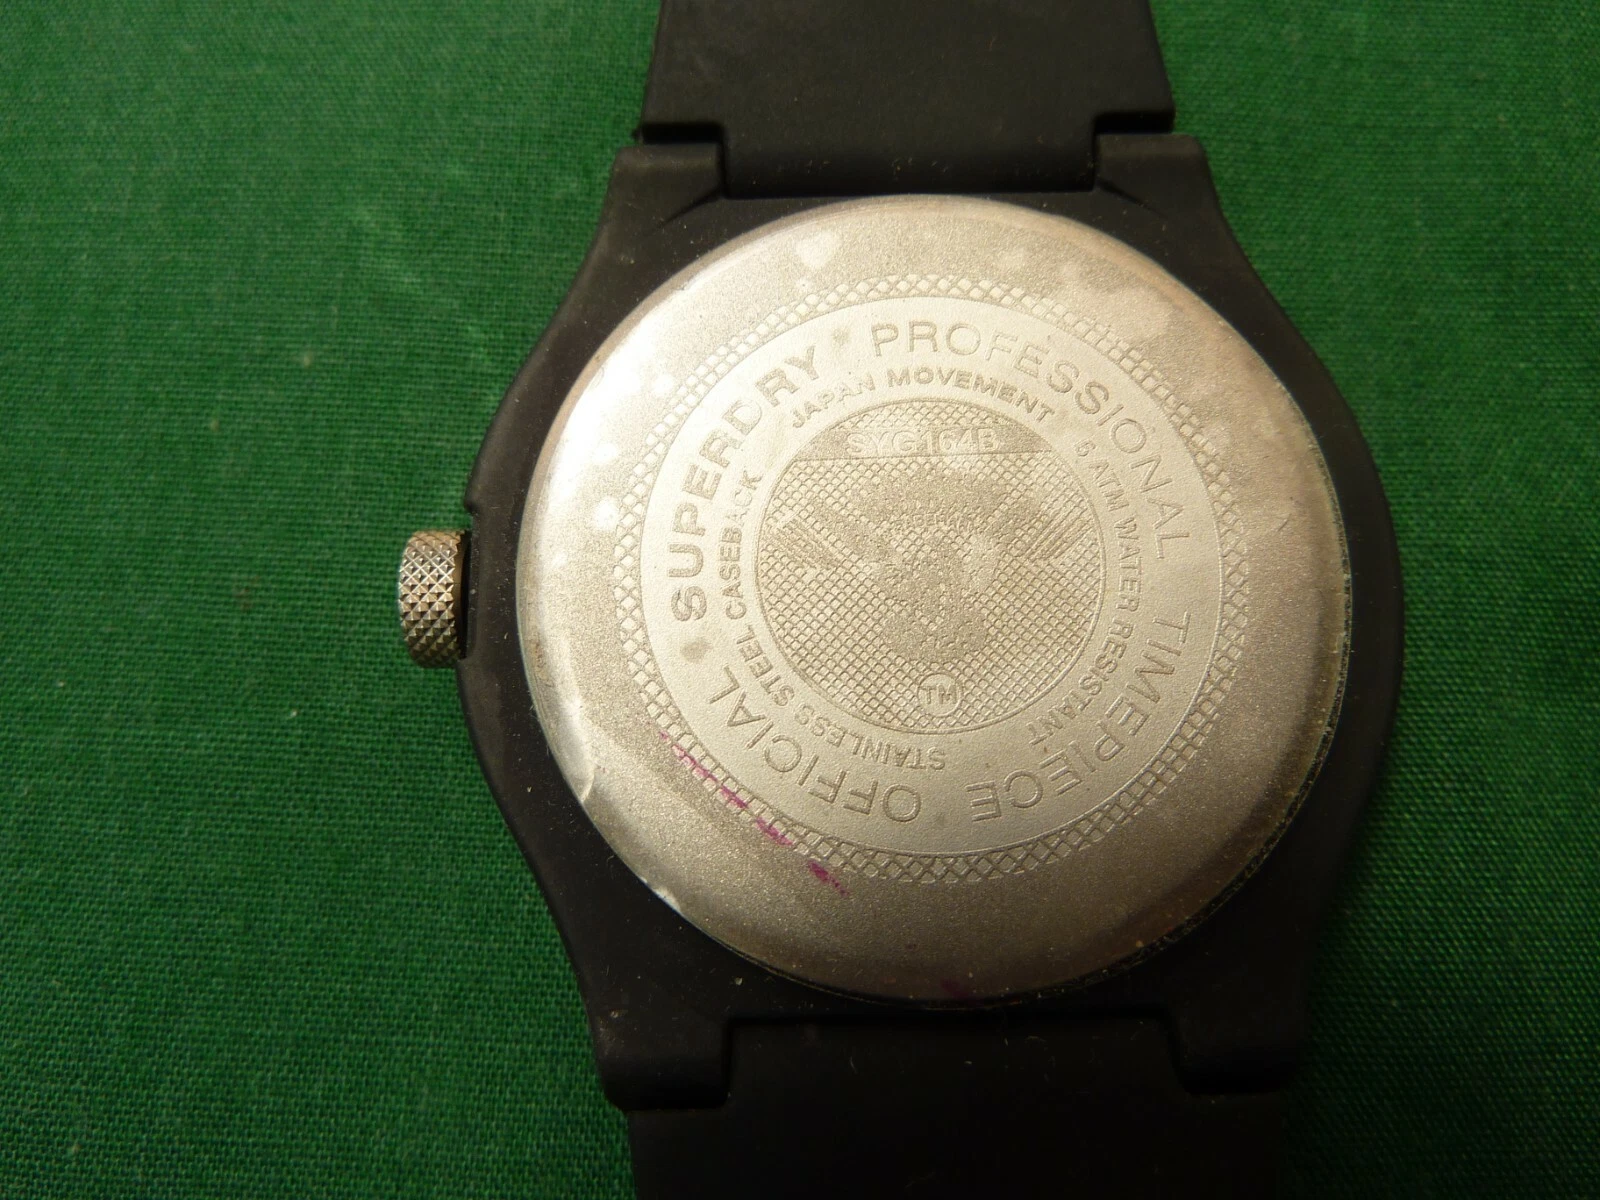 SUPERDRY PROFESSIONAL TIMEPIECE OFFICIAL
JAPAN MOVEMENT 5 ATM WATER RESISTANT STAINLESS STEEL CASEBACK
SYG164B
TM